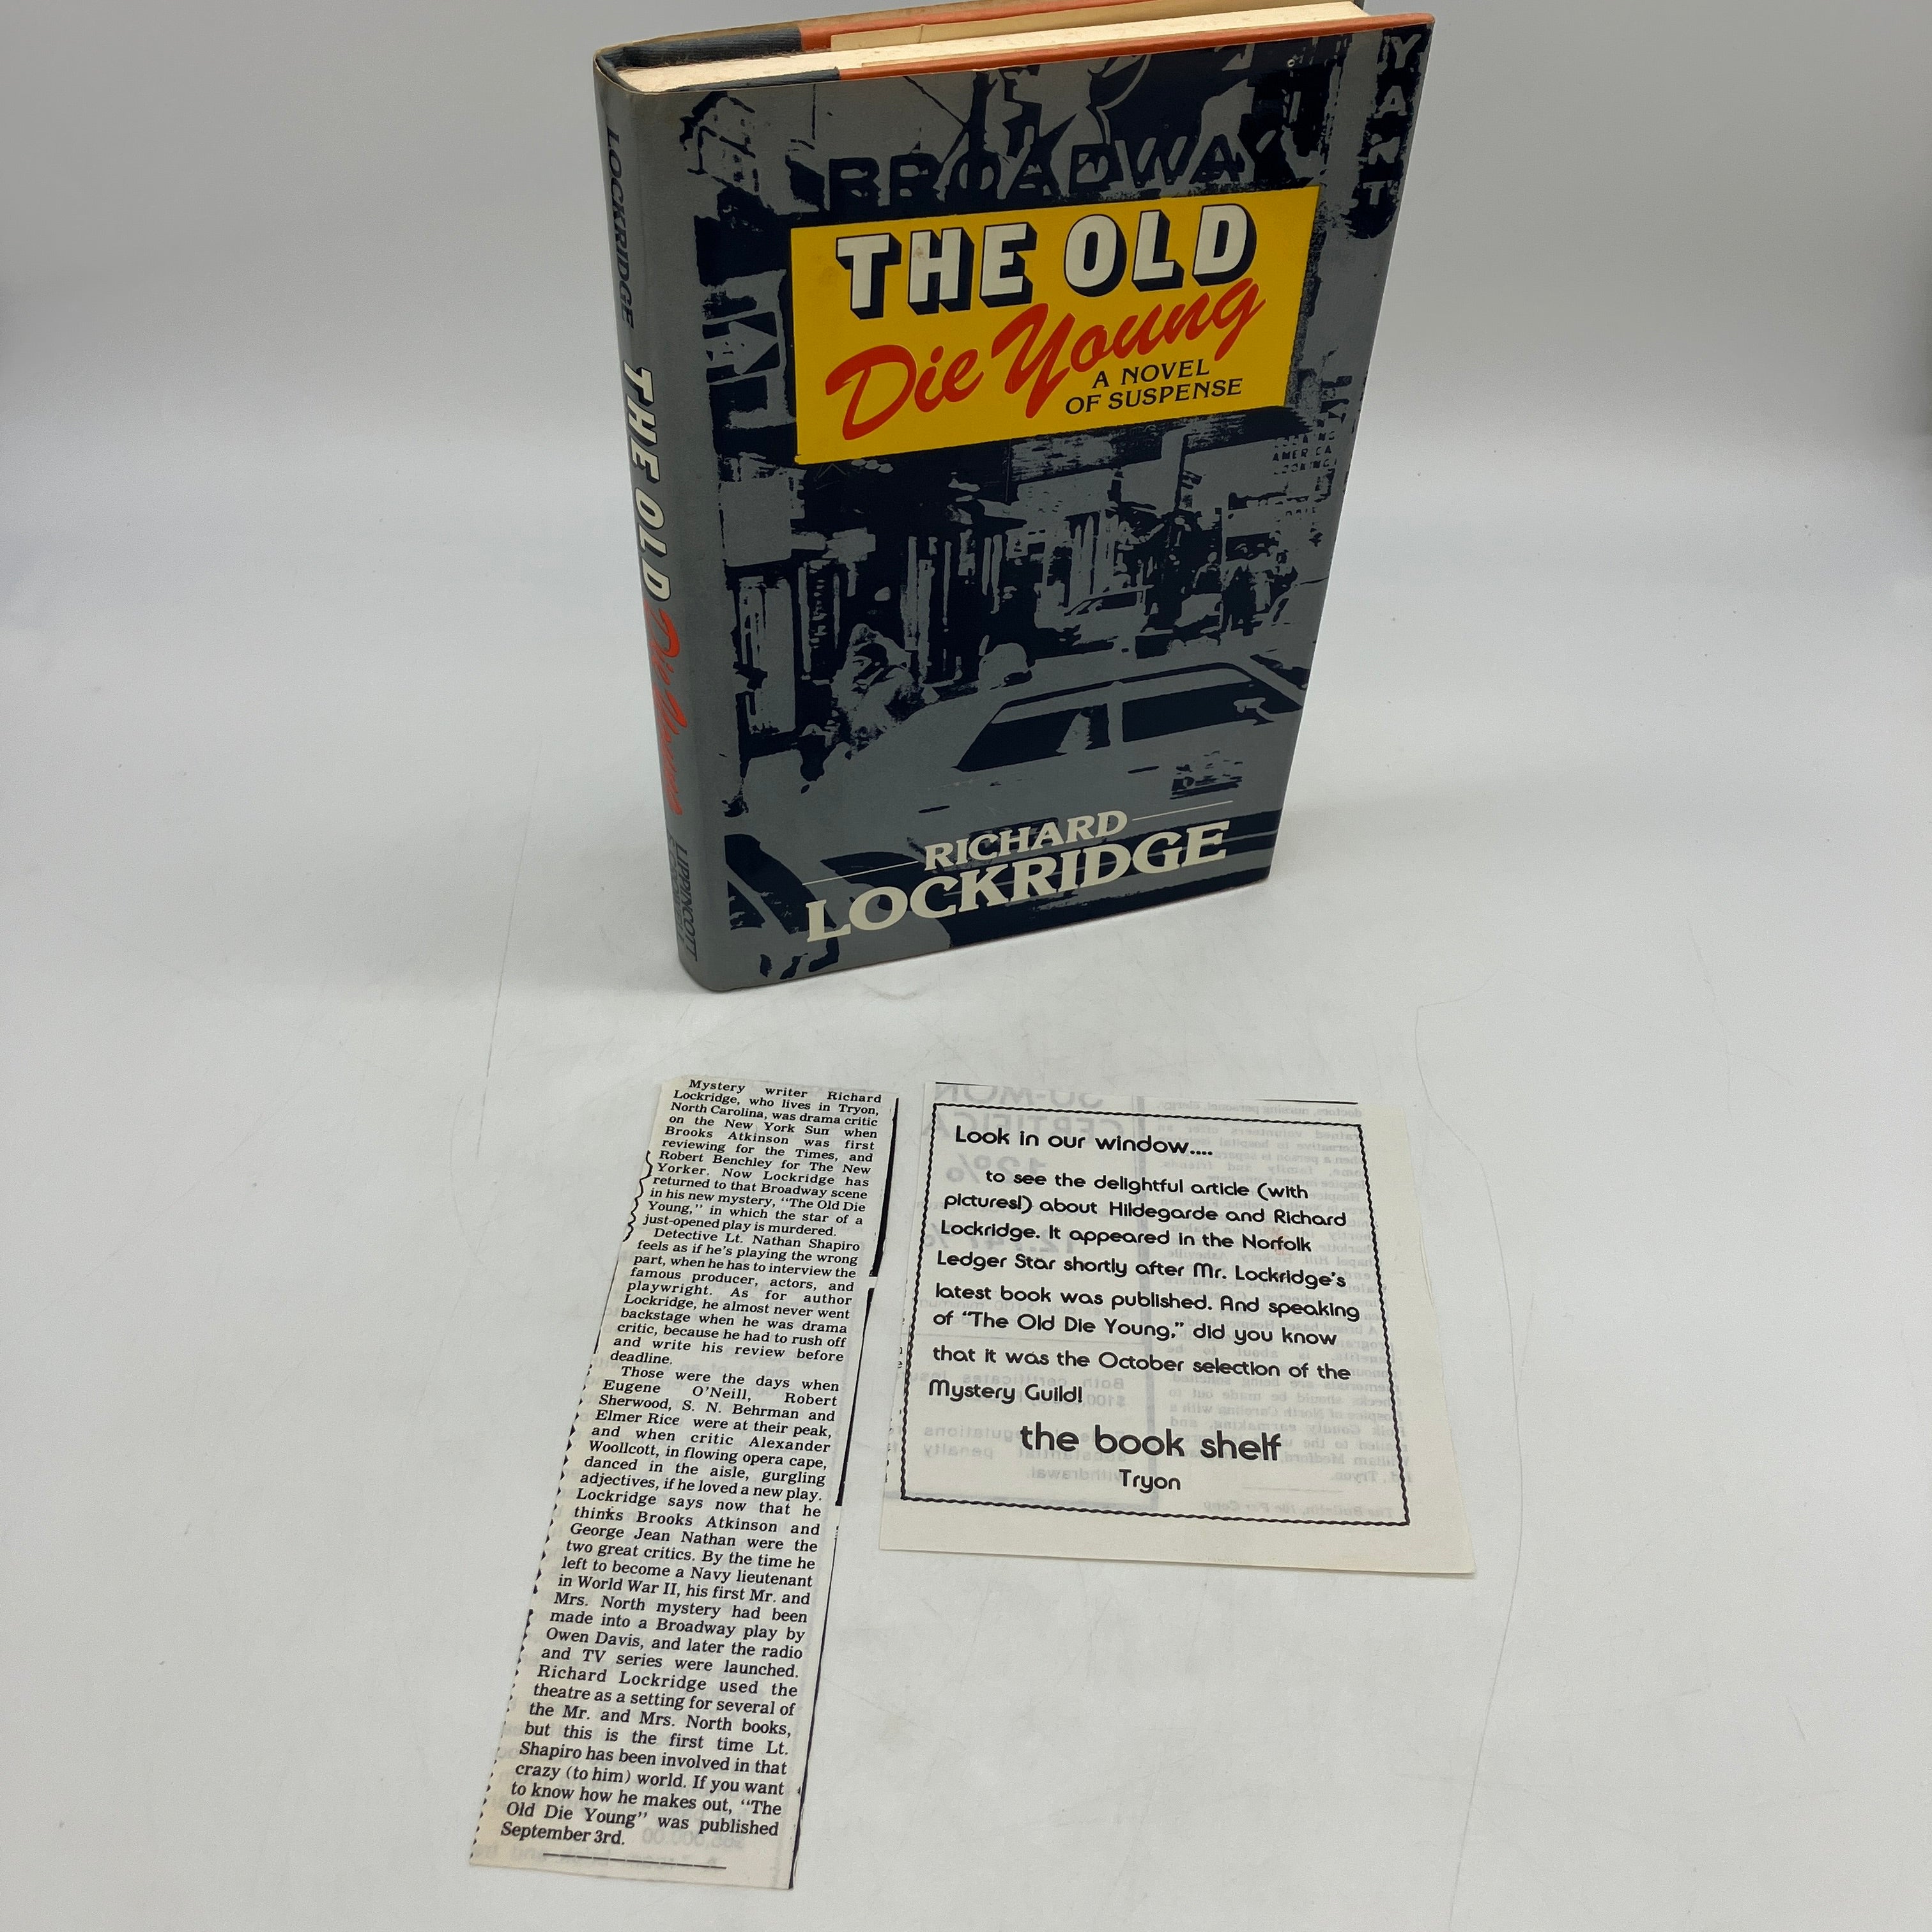 LOCKRIDGE THE OLD Die Young LIPPINCOTT
BROADWAY
THE OLD
Die Young
A NOVEL
OF SUSPENSE
AMERICA
RICHARD
LOCKRIDGE
Mystery writer Richard
Lockridge, who lives in Tryon,
North Carolina, was drama critic
on the New York Sun when
Brooks Atkinson was first
reviewing for the Times, and
Robert Benchley for The New
Yorker. Now Lockridge has
returned to that Broadway scene
in his new mystery, "The Old Die
Young," in which the star of a
just-opened play is murdered.
Detective Lt. Nathan Shapiro
feels as if he's playing the wrong
part, when he has to interview the
famous producer, actors, and
playwright. As for author
Lockridge, he almost never went
backstage when he was drama
critic, because he had to rush off
and write his review before
deadline.
Those were the days when
Eugene O'Neill, Robert
Sherwood, S. N. Behrman and
Elmer Rice were at their peak,
and when critic Alexander
Woollcott, in flowing opera cape,
danced in the aisle, gurgling
adjectives, if he loved a new play.
Lockridge says now that he
thinks Brooks Atkinson and
George Jean Nathan were the
two great critics. By the time he
left to become a Navy lieutenant
in World War II, his first Mr. and
Mrs. North mystery had been
made into a Broadway play by
Owen Davis, and later the radio
and TV series were launched.
Richard Lockridge used the
theatre as a setting for several of
the Mr. and Mrs. North books,
but this is the first time Lt.
Shapiro has been involved in that
crazy (to him) world. If you want
to know how he makes out, "The
Old Die Young" was published
September 3rd.
Look in our window....
to see the delightful article (with
pictures!) about Hildegarde and Richard
Lockridge. It appeared in the Norfolk
Ledger Star shortly after Mr. Lockridge's
latest book was published. And speaking
of "The Old Die Young," did you know
that it was the October selection of the
Mystery Guild!
the book shelf
Tryon